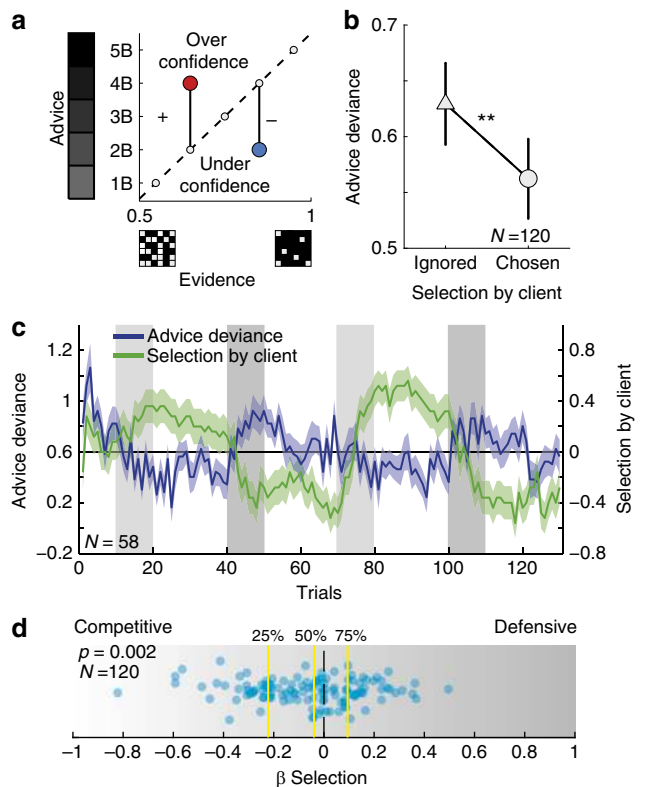 a
Advice
5B
4B
3B
2B
1B
Over
confidence
+
–
Under
confidence
0.5
1
Evidence
b
Advice deviance
0.7
0.6
0.5
**
N =120
Ignored
Chosen
Selection by client
c
Advice deviance
Selection by client
Advice deviance
1.2
1
0.6
0.2
–0.2
0.8
0.4
0
–0.4
–0.8
Selection by client
N = 58
0
20
40
60
80
100
120
Trials
d
Competitive
25%
50%
75%
Defensive
p = 0.002
N =120
–1
–0.8
–0.6
–0.4
–0.2
0
0.2
0.4
0.6
0.8
1
β Selection